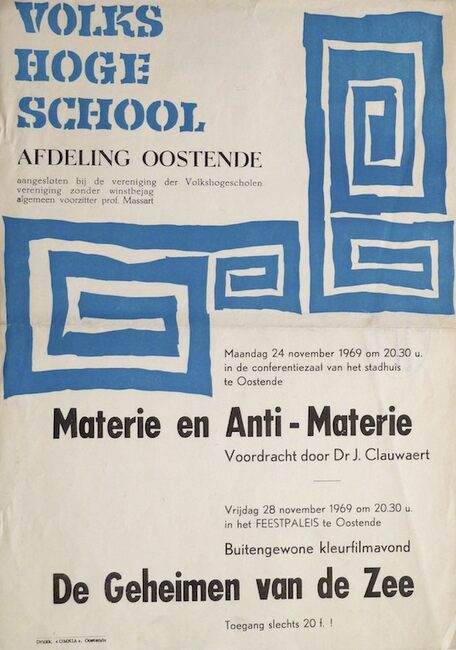 VOLKS
HOGE
SCHOOL
AFDELING OOSTENDE
aangesloten bij de vereniging der Volkshogescholen
vereniging zonder winstbejag
algemeen voorzitter prof. Massart
Maandag 24 november 1969 om 20.30 u.
in de conferentiezaal van het stadhuis
te Oostende
Materie en Anti-Materie
Voordracht door Dr J. Clauwaert
Vrijdag 28 november 1969 om 20.30 u.
in het FEESTPALEIS te Oostende
Buitengewone kleurfilmavond
De Geheimen van de Zee
Toegang slechts 20 f. !
Drukk. « OMNIA », Oostende